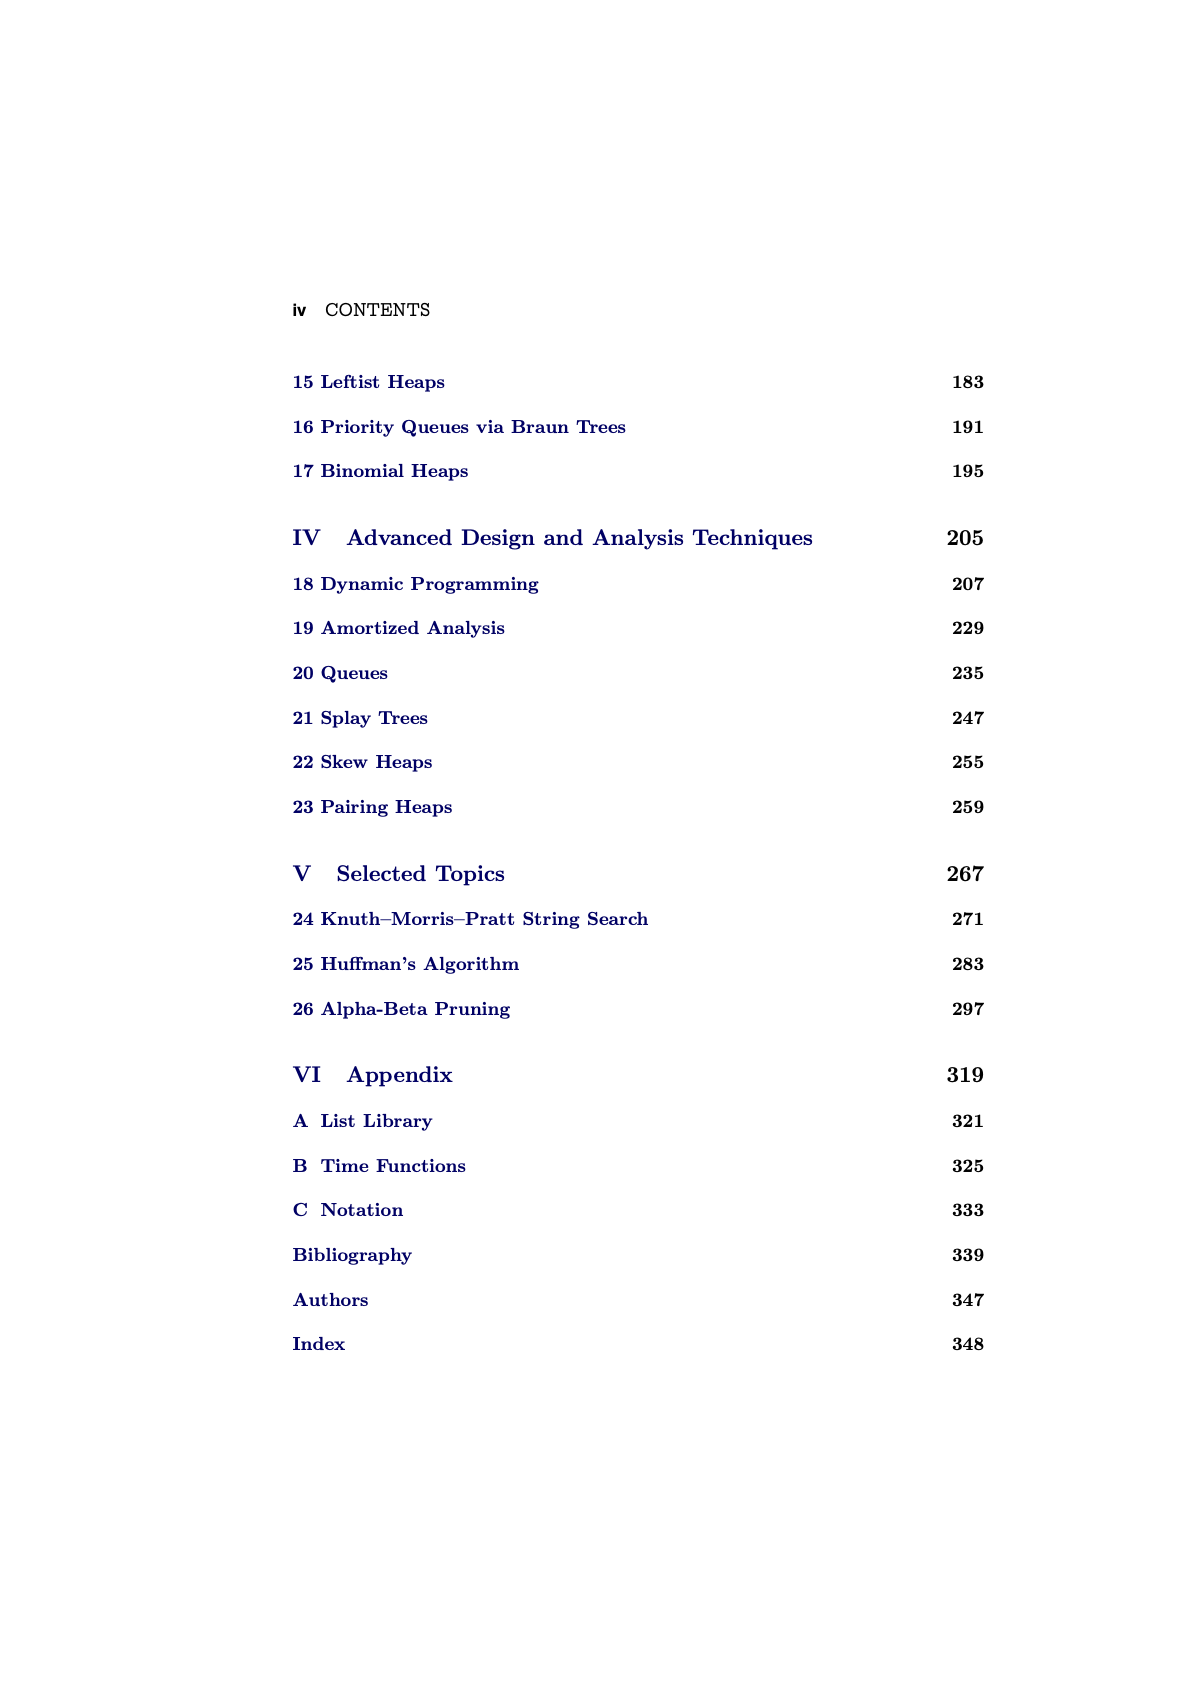 iv CONTENTS
15 Leftist Heaps 183
16 Priority Queues via Braun Trees 191
17 Binomial Heaps 195
IV Advanced Design and Analysis Techniques 205
18 Dynamic Programming 207
19 Amortized Analysis 229
20 Queues 235
21 Splay Trees 247
22 Skew Heaps 255
23 Pairing Heaps 259
V Selected Topics 267
24 Knuth–Morris–Pratt String Search 271
25 Huffman's Algorithm 283
26 Alpha-Beta Pruning 297
VI Appendix 319
A List Library 321
B Time Functions 325
C Notation 333
Bibliography 339
Authors 347
Index 348